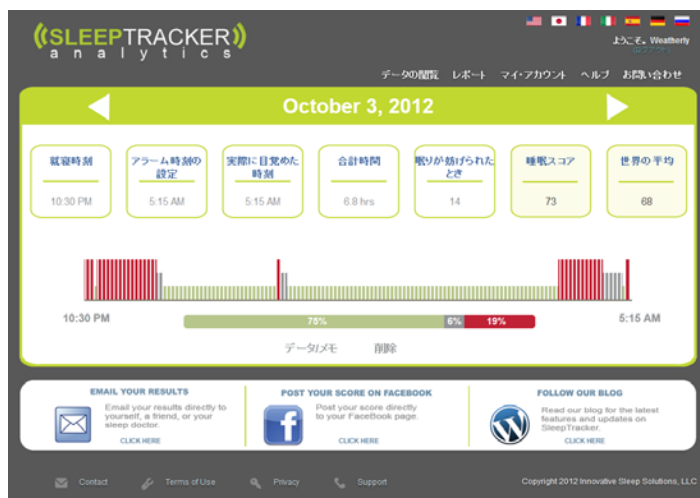 ((SLEEPTRACKER))
analytics
ようこそ。Weatherly
データの閲覧 レポート マイ・アカウント ヘルプ お問い合わせ
October 3, 2012
就寝時刻
10:30 PM
アラーム時刻の
設定
5:15 AM
実際に目覚めた
時刻
5:15 AM
合計時間
6.8 hrs
眠りが妨げられた
とき
14
睡眠スコア
73
世界の平均
68
10:30 PM
75%
6%
19%
5:15 AM
データ/メモ 削除
EMAIL YOUR RESULTS
Email your results directly to
yourself, a friend, or your
sleep doctor.
CLICK HERE
POST YOUR SCORE ON FACEBOOK
Post your score directly
to your FaceBook page.
CLICK HERE
FOLLOW OUR BLOG
Read our blog for the latest
features and updates on
SleepTracker.
CLICK HERE
Contact
Terms of Use
Privacy
Support
Copyright 2012 Innovative Sleep Solutions, LLC